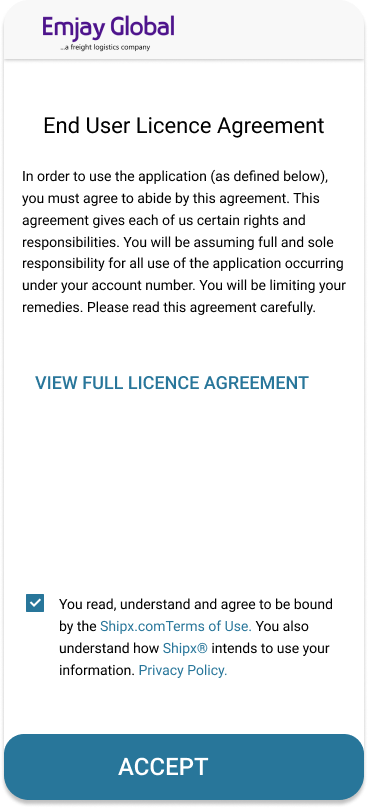 Emjay Global
...a freight logistics company
End User Licence Agreement
In order to use the application (as defined below),
you must agree to abide by this agreement. This
agreement gives each of us certain rights and
responsibilities. You will be assuming full and sole
responsibility for all use of the application occurring
under your account number. You will be limiting your
remedies. Please read this agreement carefully.
VIEW FULL LICENCE AGREEMENT
You read, understand and agree to be bound
by the Shipx.comTerms of Use. You also
understand how Shipx® intends to use your
information. Privacy Policy.
ACCEPT